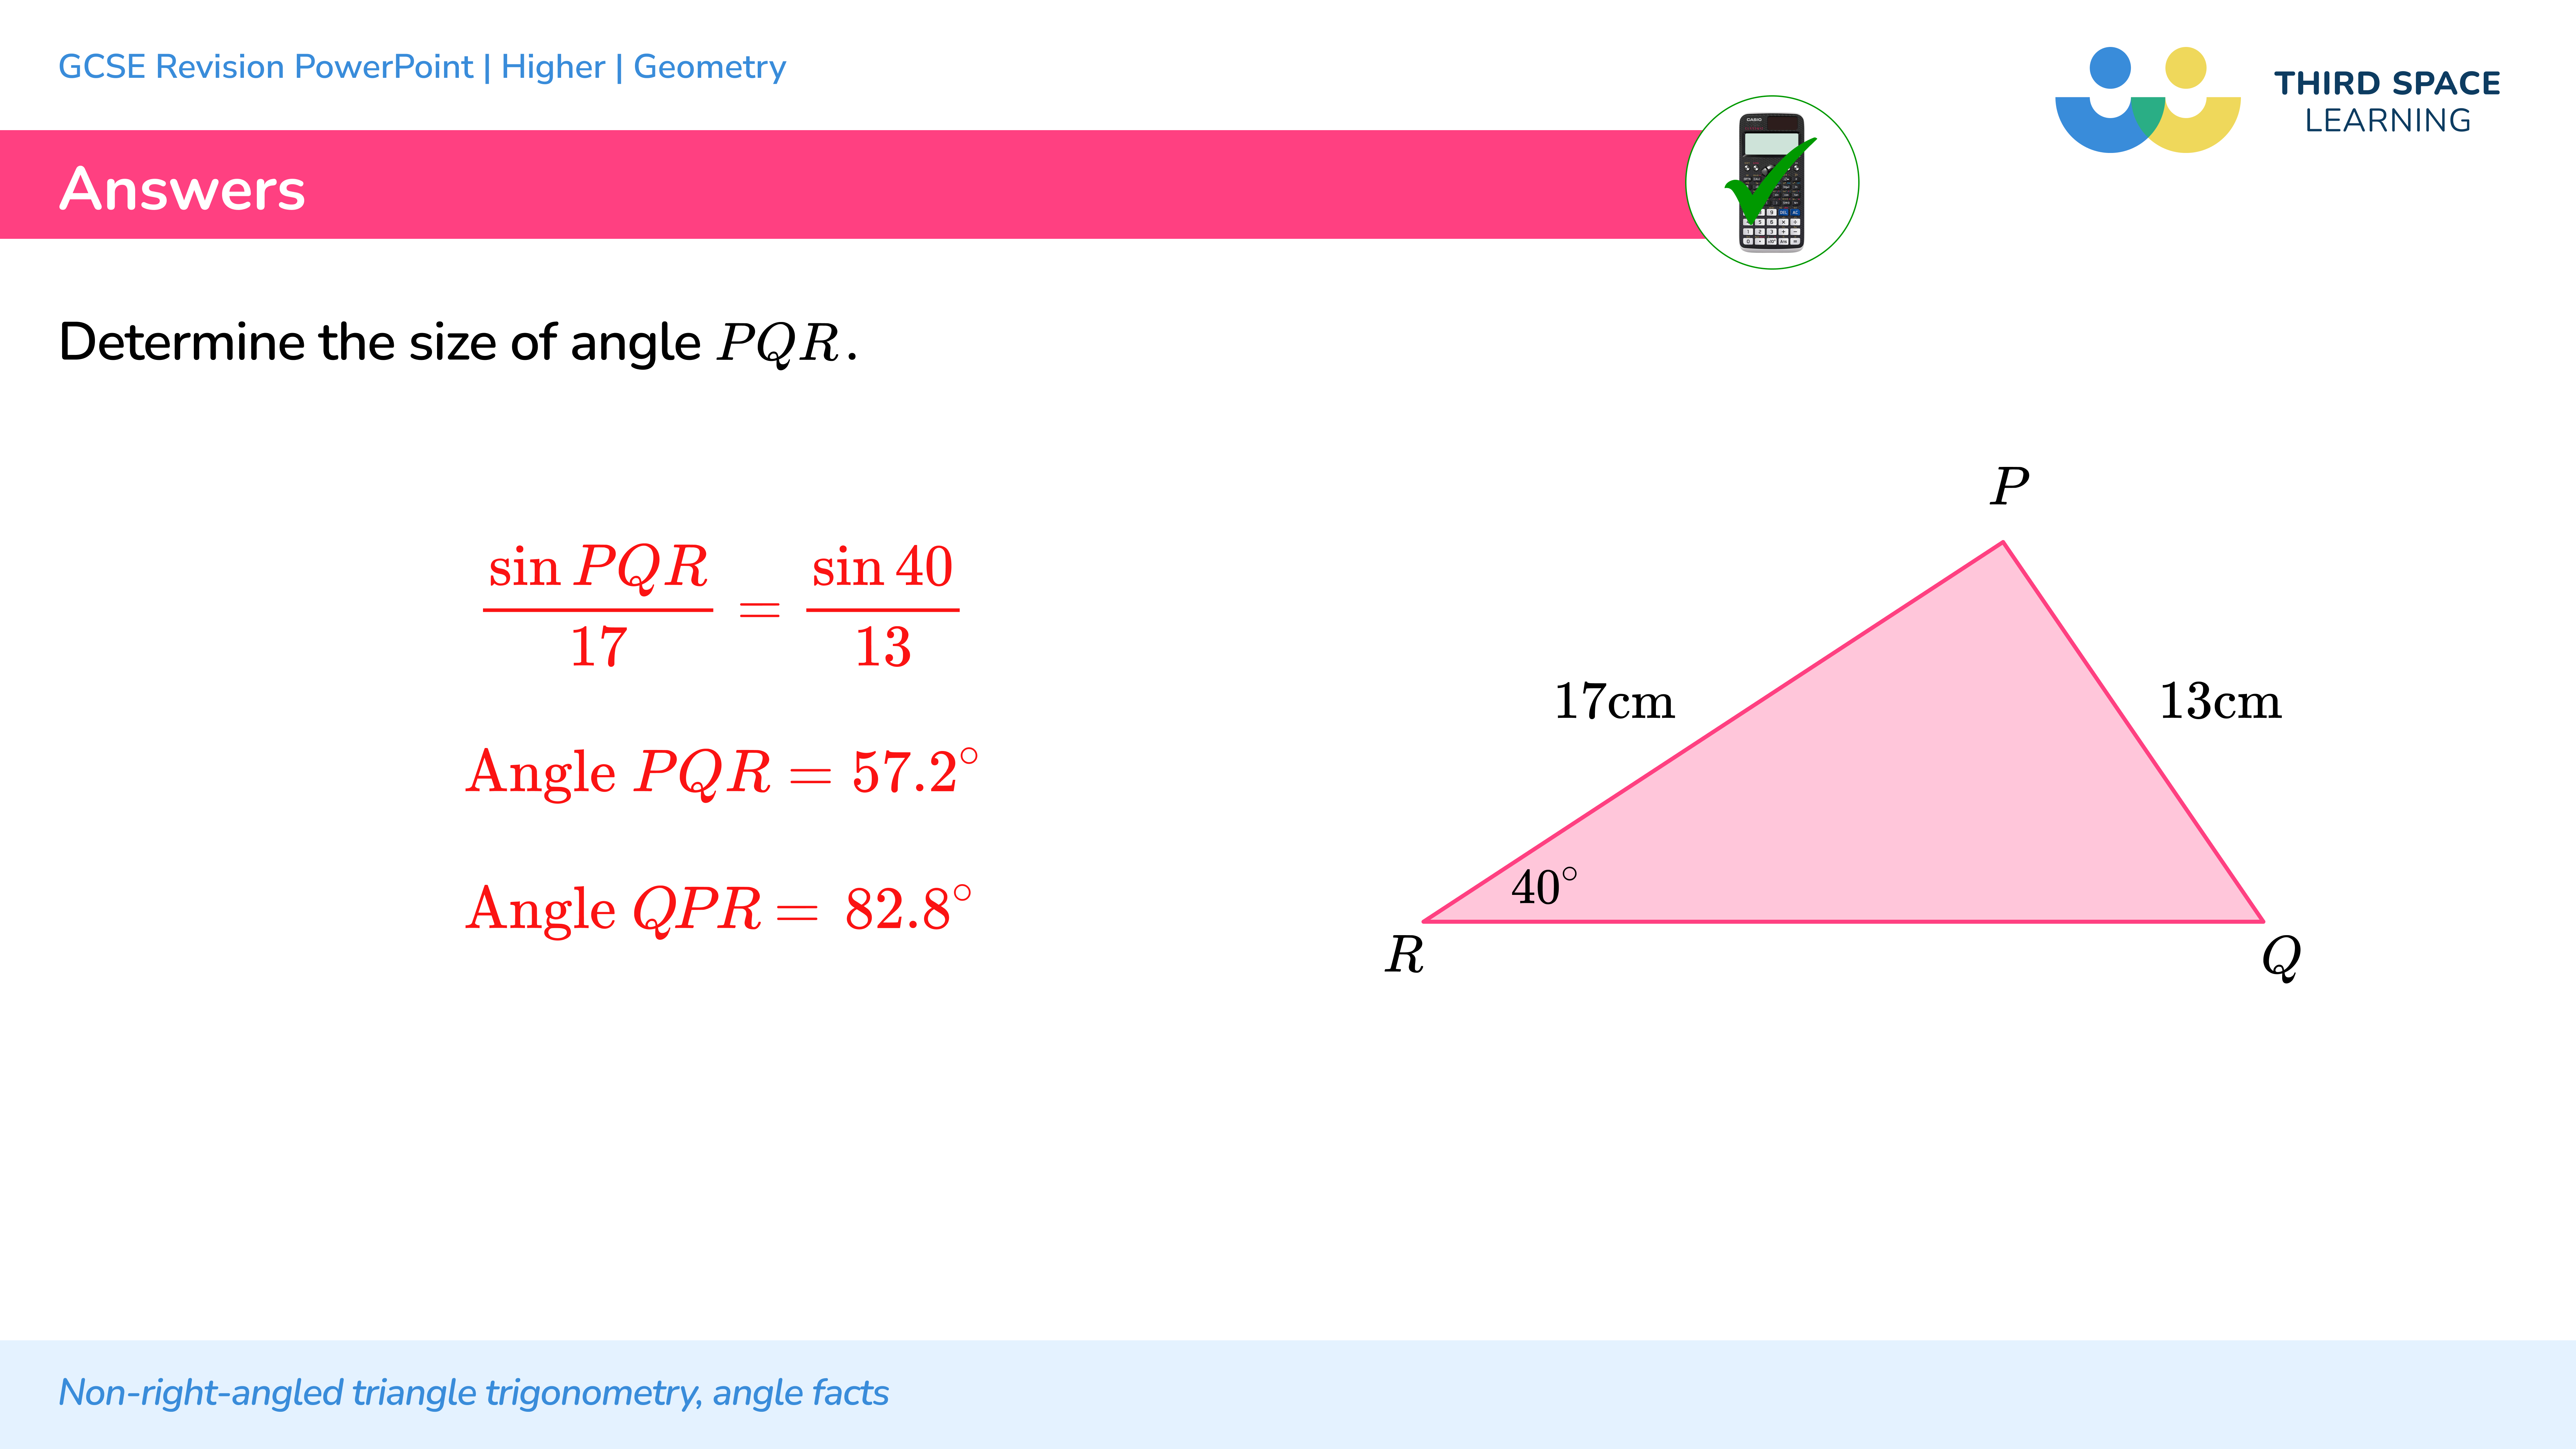 GCSE Revision PowerPoint | Higher | Geometry
THIRD SPACE
LEARNING
Answers
CASIO
Determine the size of angle PQR.
sin PQR / 17 = sin 40 / 13
Angle PQR = 57.2°
Angle QPR = 82.8°
P
17cm
13cm
40°
R
Q
Non-right-angled triangle trigonometry, angle facts